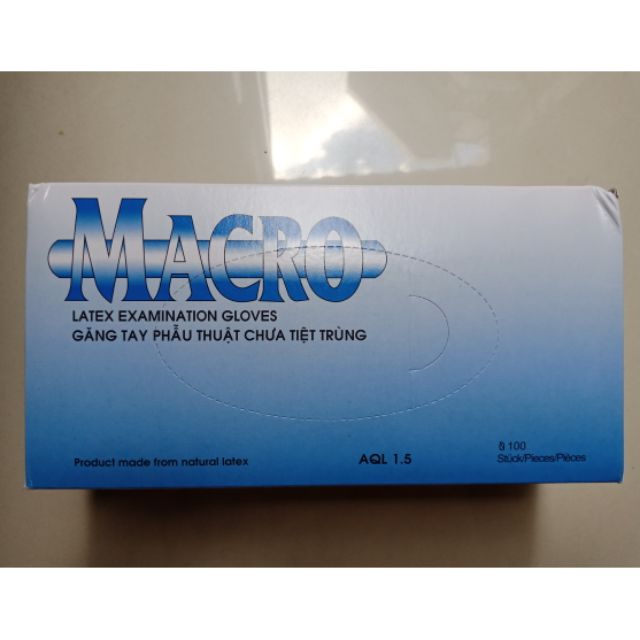 MACRO
LATEX EXAMINATION GLOVES
GĂNG TAY PHẪU THUẬT CHƯA TIỆT TRÙNG
Product made from natural latex
AQL 1.5
100
Stück/Pieces/Pièces